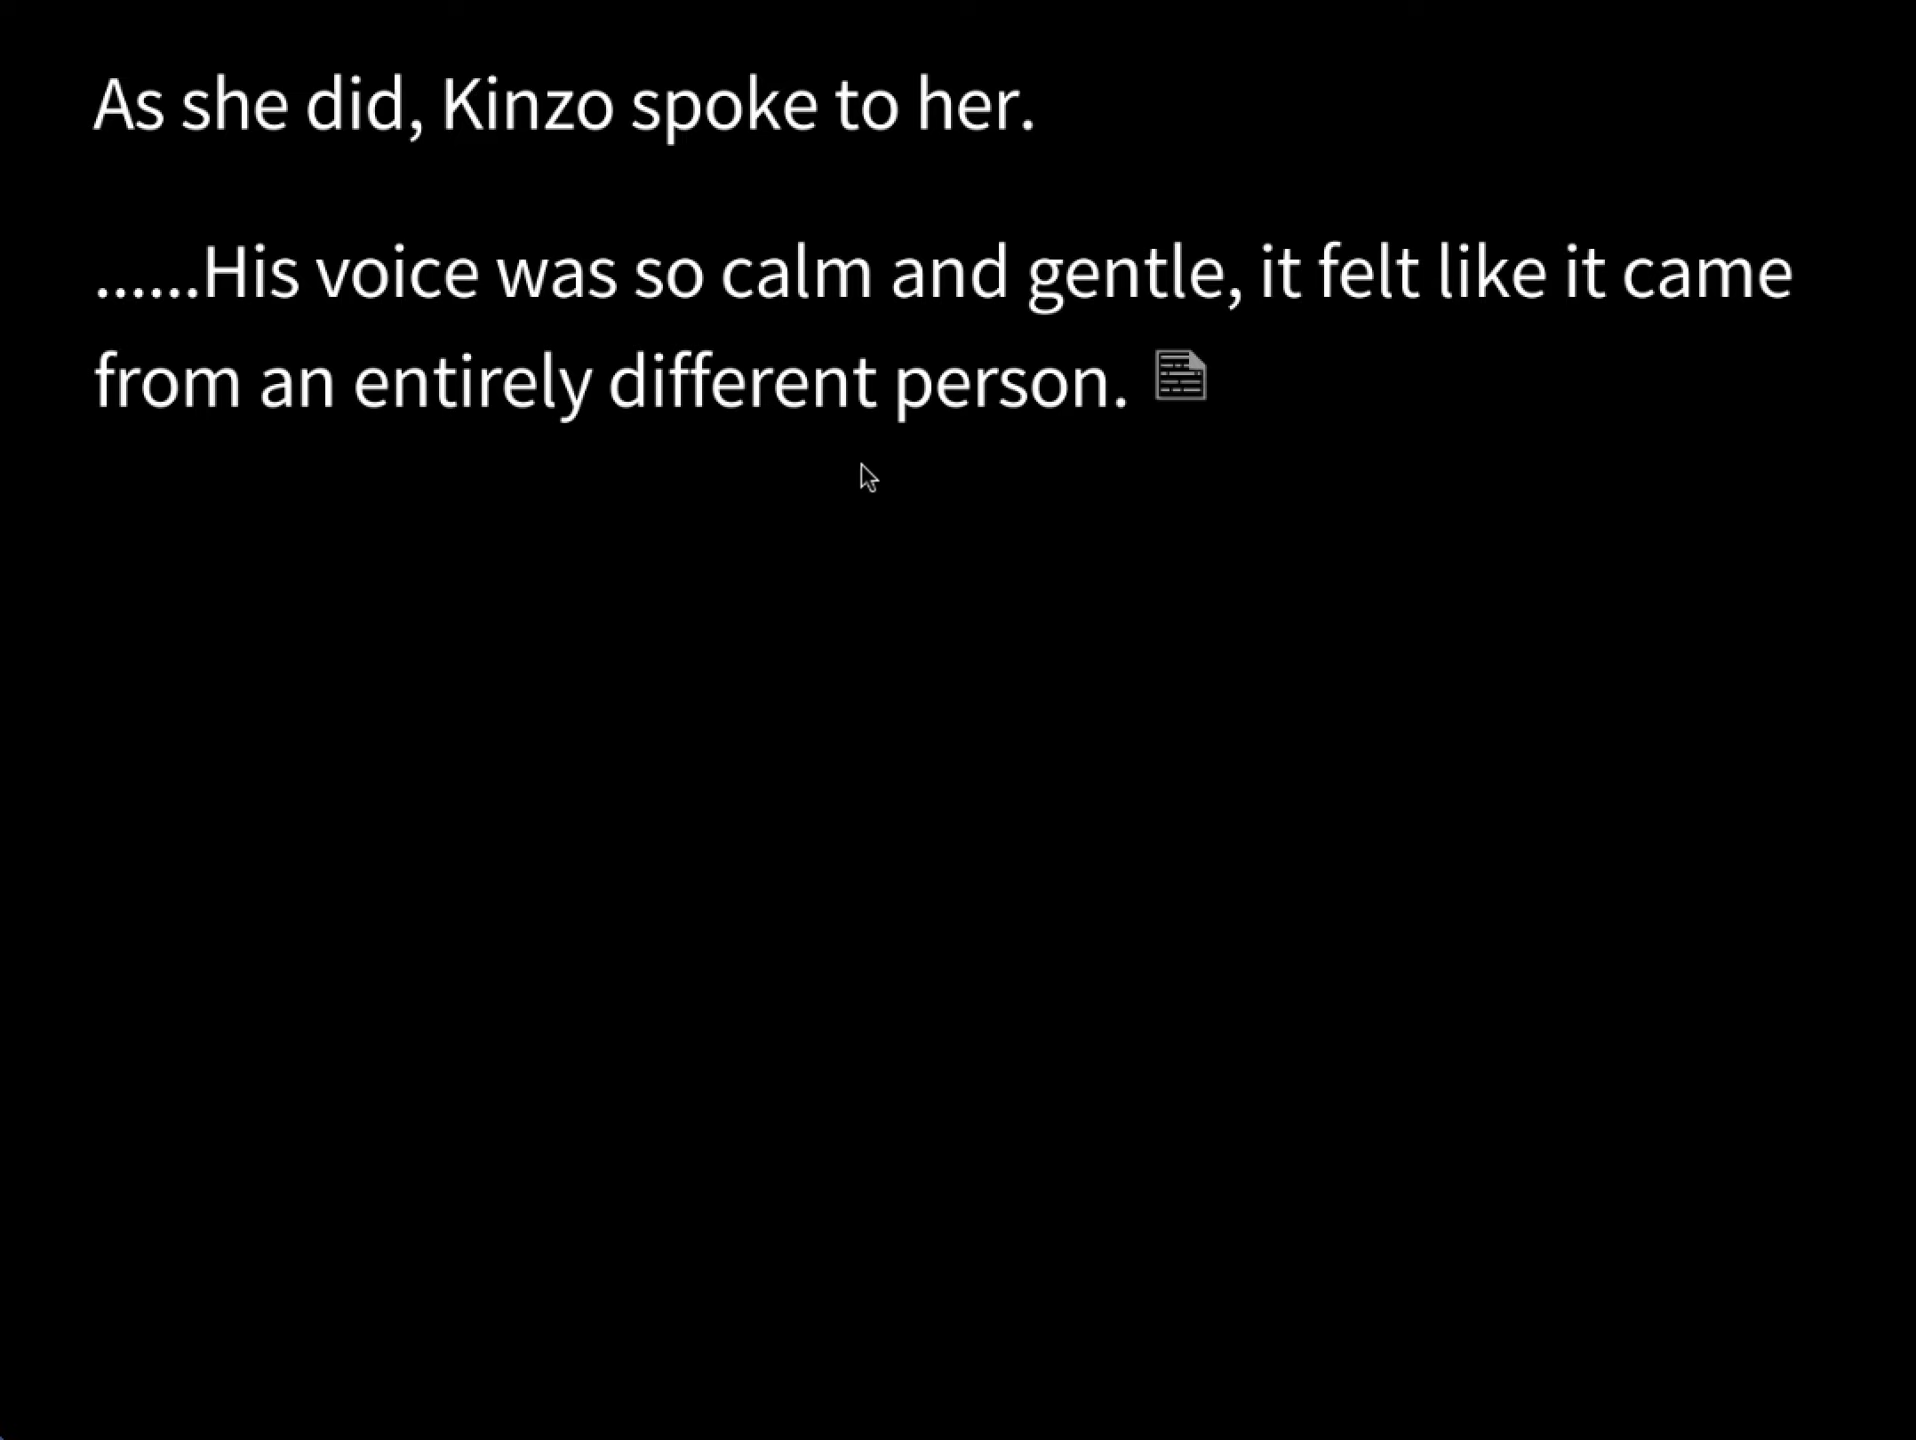 As she did, Kinzo spoke to her.
......His voice was so calm and gentle, it felt like it came
from an entirely different person.